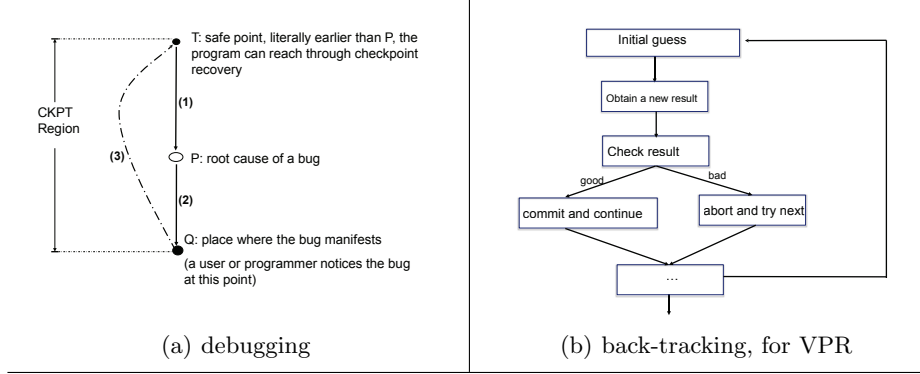 T: safe point, literally earlier than P, the
program can reach through checkpoint
recovery
(1)
CKPT
Region
(3)
P: root cause of a bug
(2)
Q: place where the bug manifests
(a user or programmer notices the bug
at this point)
(a) debugging
Initial guess
Obtain a new result
Check result
good
bad
commit and continue
abort and try next
...
(b) back-tracking, for VPR